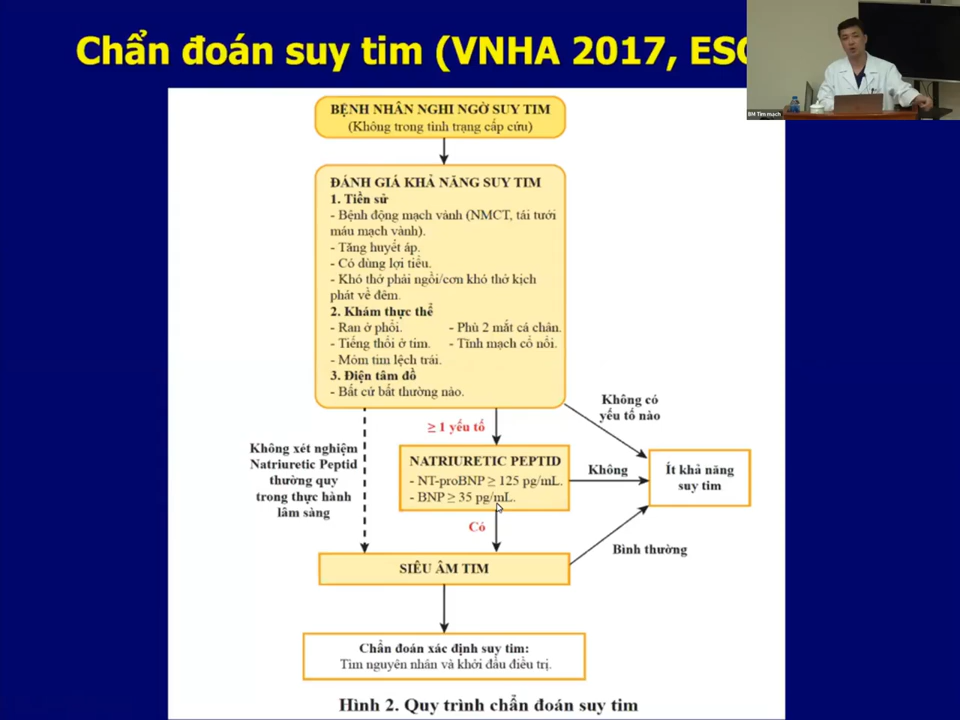 Chẩn đoán suy tim (VNHA 2017, ESC
BM Tim mạch
BỆNH NHÂN NGHI NGỜ SUY TIM
(Không trong tình trạng cấp cứu)
ĐÁNH GIÁ KHẢ NĂNG SUY TIM
1. Tiền sử
- Bệnh động mạch vành (NMCT, tái tưới
máu mạch vành).
- Tăng huyết áp.
- Có dùng lợi tiểu.
- Khó thở phải ngồi/cơn khó thở kịch
phát về đêm.
2. Khám thực thể
- Ran ở phổi. - Phù 2 mắt cá chân.
- Tiếng thổi ở tim. - Tĩnh mạch cổ nổi.
- Mỏm tim lệch trái.
3. Điện tâm đồ
- Bất cứ bất thường nào.
≥ 1 yếu tố
Không có
yếu tố nào
Không xét nghiệm
Natriuretic Peptid
thường quy
trong thực hành
lâm sàng
NATRIURETIC PEPTID
- NT-proBNP ≥ 125 pg/mL.
- BNP ≥ 35 pg/mL.
Không
Ít khả năng
suy tim
Có
Bình thường
SIÊU ÂM TIM
Chẩn đoán xác định suy tim:
Tìm nguyên nhân và khởi đầu điều trị.
Hình 2. Quy trình chẩn đoán suy tim